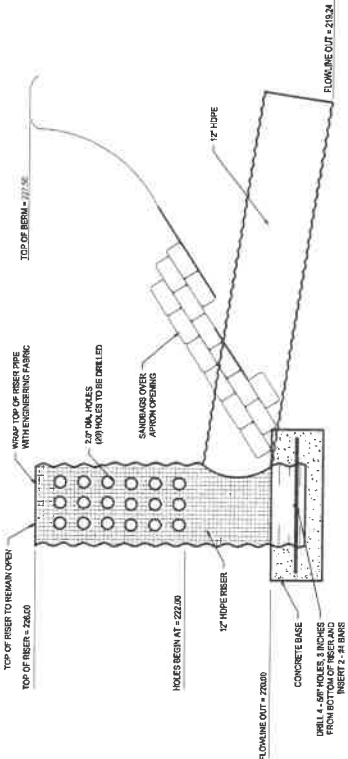 TOP OF RISER TO REMAIN OPEN
TOP OF RISER = 226.00
WRAP TOP OF RISER PIPE
WITH ENGINEERING FABRIC
2.0" DIA. HOLES
(20) HOLES TO BE DRILLED
TOP OF BERM = 227.50
SANDBAGS OVER
APRON OPENING
12" HDPE
HOLES BEGIN AT = 222.00
12" HDPE RISER
FLOWLINE OUT = 219.24
FLOWLINE OUT = 220.00
CONCRETE BASE
DRILL 4 - 5/8" HOLES, 3 INCHES
FROM BOTTOM OF RISER AND
INSERT 2 - #4 BARS